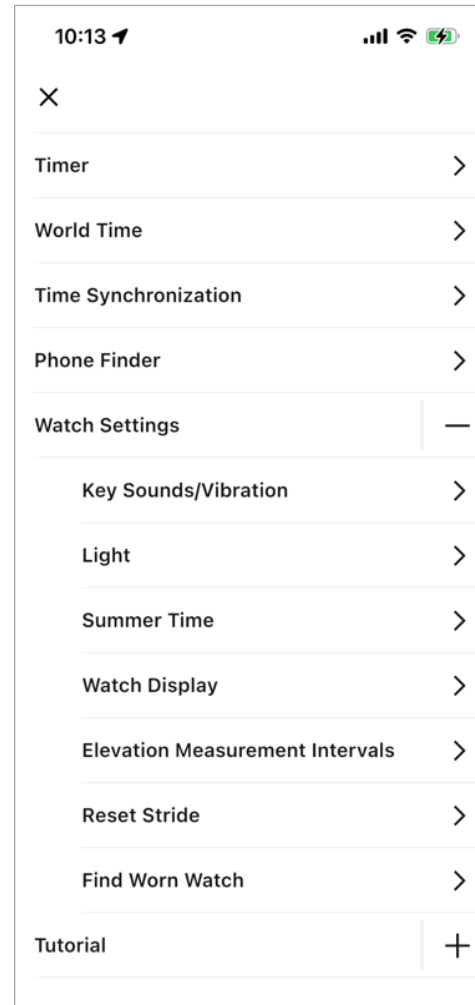 10:13
Timer
World Time
Time Synchronization
Phone Finder
Watch Settings
Key Sounds/Vibration
Light
Summer Time
Watch Display
Elevation Measurement Intervals
Reset Stride
Find Worn Watch
Tutorial